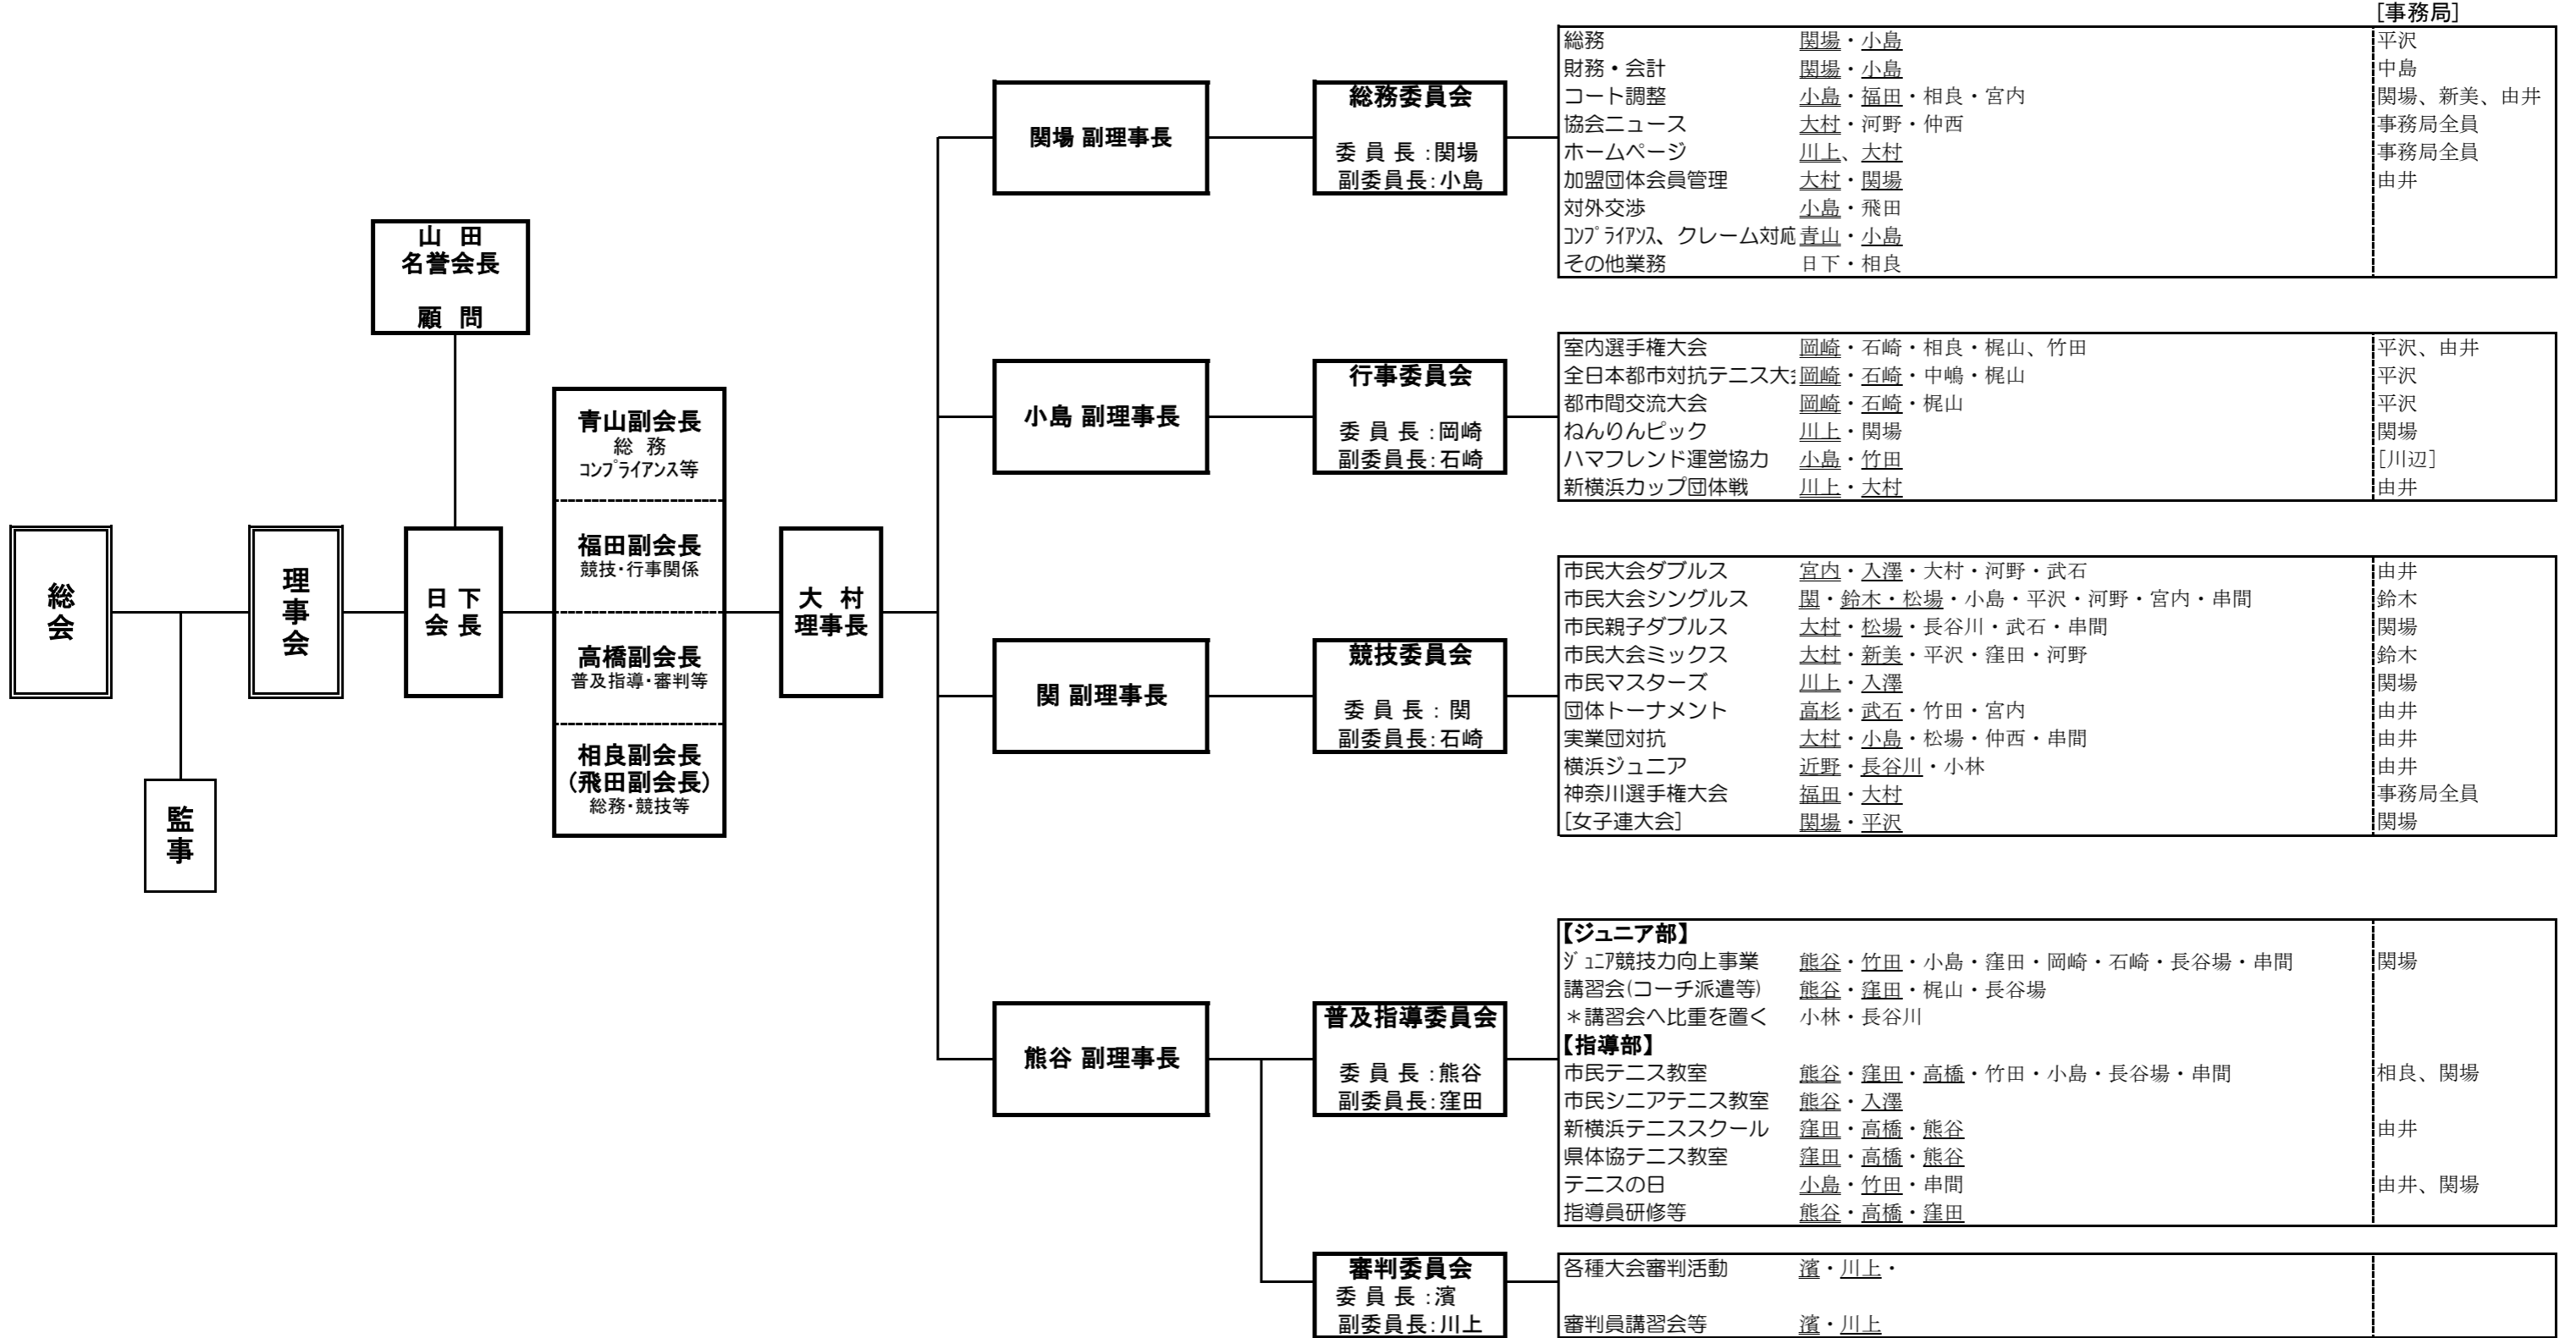 [事務局]
総務 関場・小島 平沢
財務・会計 関場・小島 中島
コート調整 小島・福田・相良・宮内 関場、新美、由井
協会ニュース 大村・河野・仲西 事務局全員
ホームページ 川上、大村 事務局全員
加盟団体会員管理 大村・関場 由井
対外交渉 小島・飛田
コンプライアンス、クレーム対応 青山・小島
その他業務 日下・相良
関場 副理事長
総務委員会
委 員 長 :関場
副委員長:小島
山 田
名誉会長
顧 問
室内選手権大会 岡崎・石崎・相良・梶山、竹田 平沢、由井
全日本都市対抗テニス大 岡崎・石崎・中嶋・梶山 平沢
都市間交流大会 岡崎・石崎・梶山 平沢
ねんりんピック 川上・関場 関場
ハマフレンド運営協力 小島・竹田 [川辺]
新横浜カップ団体戦 川上・大村 由井
小島 副理事長
行事委員会
委 員 長 :岡崎
副委員長:石崎
青山副会長
総 務
コンプライアンス等
福田副会長
競技・行事関係
高橋副会長
普及指導・審判等
相良副会長
(飛田副会長)
総務・競技等
総会
理事会
日 下
会 長
大 村
理事長
監事
市民大会ダブルス 宮内・入澤・大村・河野・武石 由井
市民大会シングルス 関・鈴木・松場・小島・平沢・河野・宮内・串間 鈴木
市民親子ダブルス 大村・松場・長谷川・武石・串間 関場
市民大会ミックス 大村・新美・平沢・窪田・河野 鈴木
市民マスターズ 川上・入澤 関場
団体トーナメント 高杉・武石・竹田・宮内 由井
実業団対抗 大村・小島・松場・仲西・串間 由井
横浜ジュニア 近野・長谷川・小林 由井
神奈川選手権大会 福田・大村 事務局全員
[女子連大会] 関場・平沢 関場
関 副理事長
競技委員会
委 員 長 : 関
副委員長:石崎
【ジュニア部】
ジュニア競技力向上事業 熊谷・竹田・小島・窪田・岡崎・石崎・長谷場・串間 関場
講習会(コーチ派遣等) 熊谷・窪田・梶山・長谷場
＊講習会へ比重を置く 小林・長谷川
【指導部】
市民テニス教室 熊谷・窪田・高橋・竹田・小島・長谷場・串間 相良、関場
市民シニアテニス教室 熊谷・入澤
新横浜テニススクール 窪田・高橋・熊谷 由井
県体協テニス教室 窪田・高橋・熊谷
テニスの日 小島・竹田・串間 由井、関場
指導員研修等 熊谷・高橋・窪田
熊谷 副理事長
普及指導委員会
委 員 長 :熊谷
副委員長:窪田
審判委員会
委 員 長 :濱
副委員長:川上
各種大会審判活動 濱・川上・
審判員講習会等 濱・川上